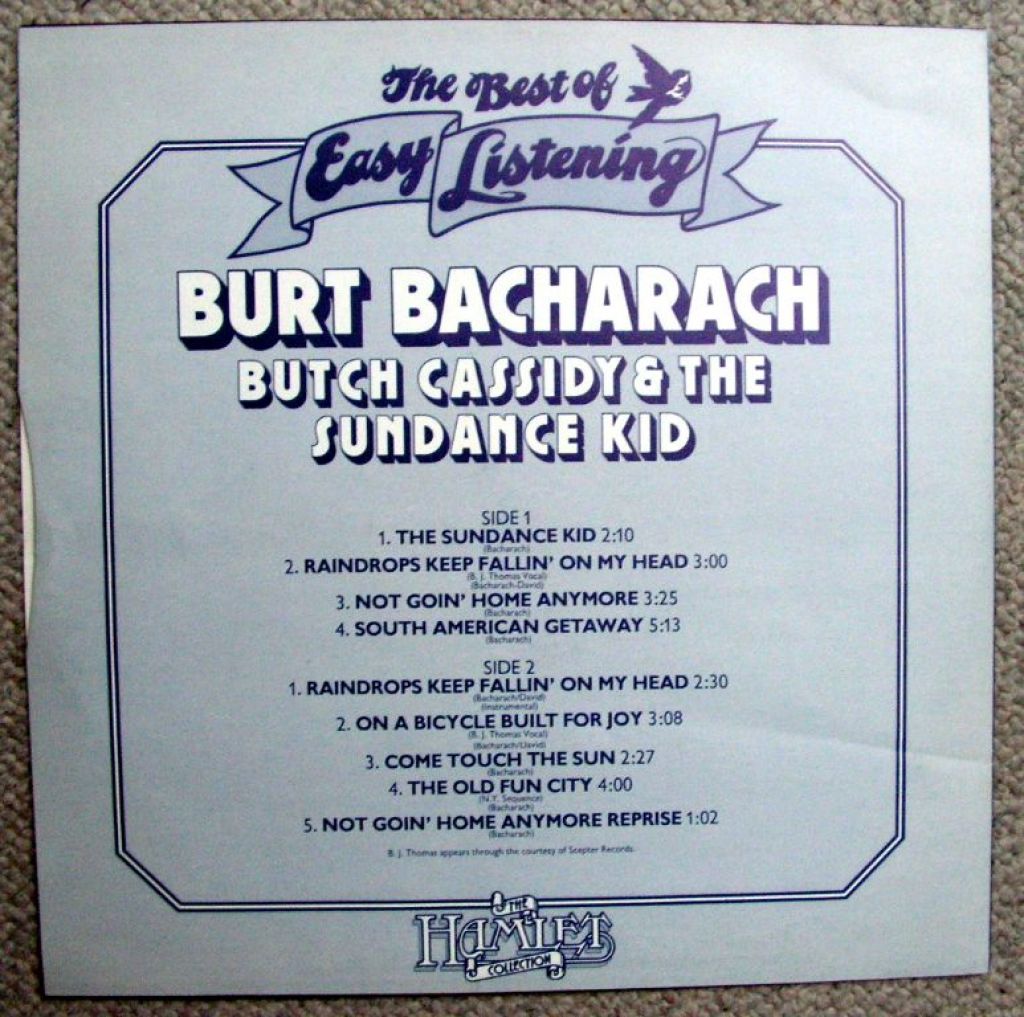 The Best of
Easy Listening
BURT BACHARACH
BUTCH CASSIDY & THE
SUNDANCE KID
SIDE 1
1. THE SUNDANCE KID 2:10
(Bacharach)
2. RAINDROPS KEEP FALLIN' ON MY HEAD 3:00
(B. J. Thomas Vocal)
(Bacharach-David)
3. NOT GOIN' HOME ANYMORE 3:25
(Bacharach)
4. SOUTH AMERICAN GETAWAY 5:13
(Bacharach)
SIDE 2
1. RAINDROPS KEEP FALLIN' ON MY HEAD 2:30
(Bacharach/David)
(Instrumental)
2. ON A BICYCLE BUILT FOR JOY 3:08
(B. J. Thomas Vocal)
(Bacharach/David)
3. COME TOUCH THE SUN 2:27
(Bacharach)
4. THE OLD FUN CITY 4:00
(N.Y. Sequence)
(Bacharach)
5. NOT GOIN' HOME ANYMORE REPRISE 1:02
(Bacharach)
B. J. Thomas appears through the courtesy of Scepter Records.
THE
HAMLET
COLLECTION